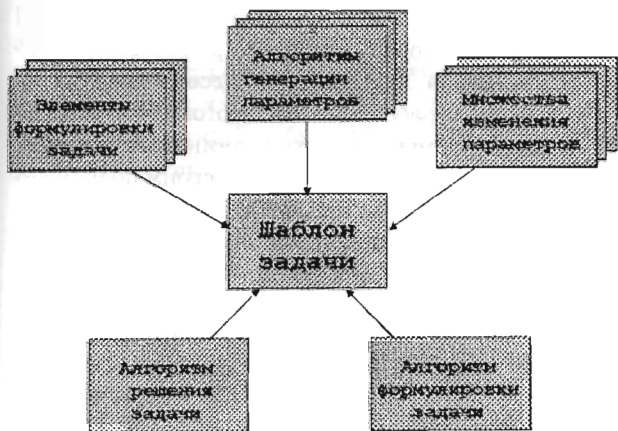 Алгоритмы
генерации
параметров
Элементы
формулировки
задачи
Множества
изменения
параметров
Шаблон
задачи
Алгоритм
решения
задачи
Алгоритм
формулировки
задачи